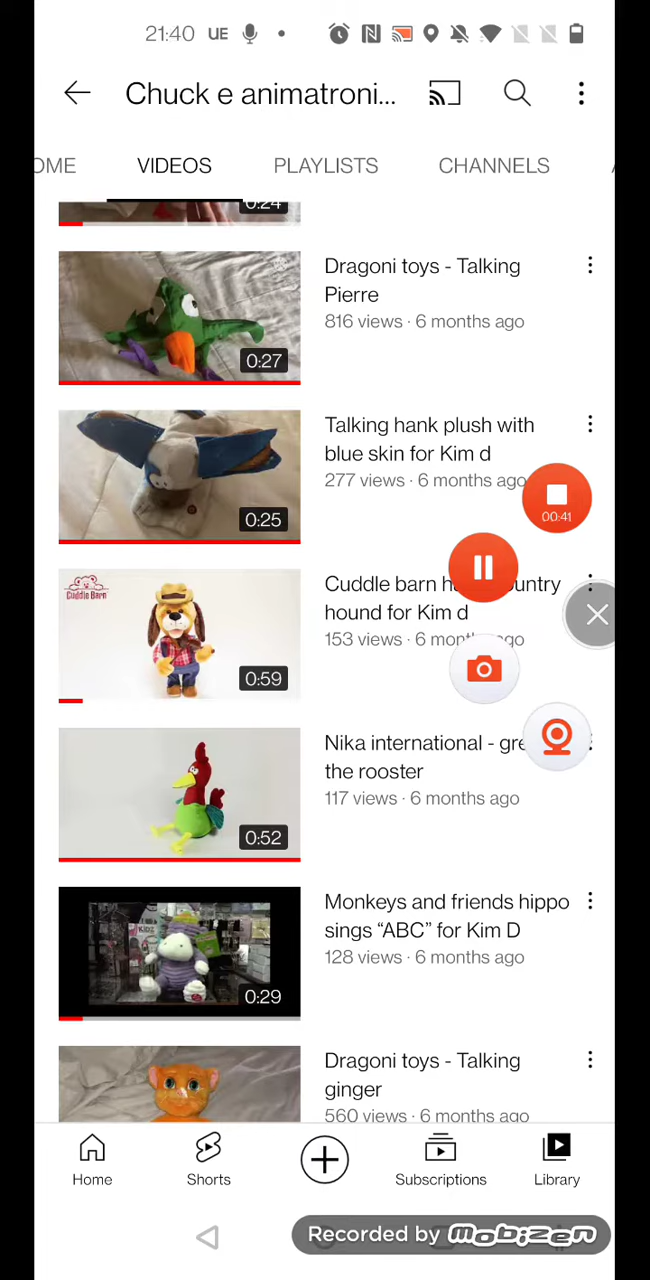 21:40 UE
Chuck e animatroni...
OME VIDEOS PLAYLISTS CHANNELS
0:24
Dragoni toys - Talking
Pierre
816 views · 6 months ago
0:27
Talking hank plush with
blue skin for Kim d
277 views · 6 months ago
0:25
00:41
Cuddle Barn
Cuddle barn h ountry
hound for Kim d
153 views · 6 mont ago
0:59
Nika international - gre
the rooster
117 views · 6 months ago
0:52
Monkeys and friends hippo
sings “ABC” for Kim D
128 views · 6 months ago
0:29
Dragoni toys - Talking
ginger
560 views · 6 months ago
Home Shorts Subscriptions Library
Recorded by mobizen